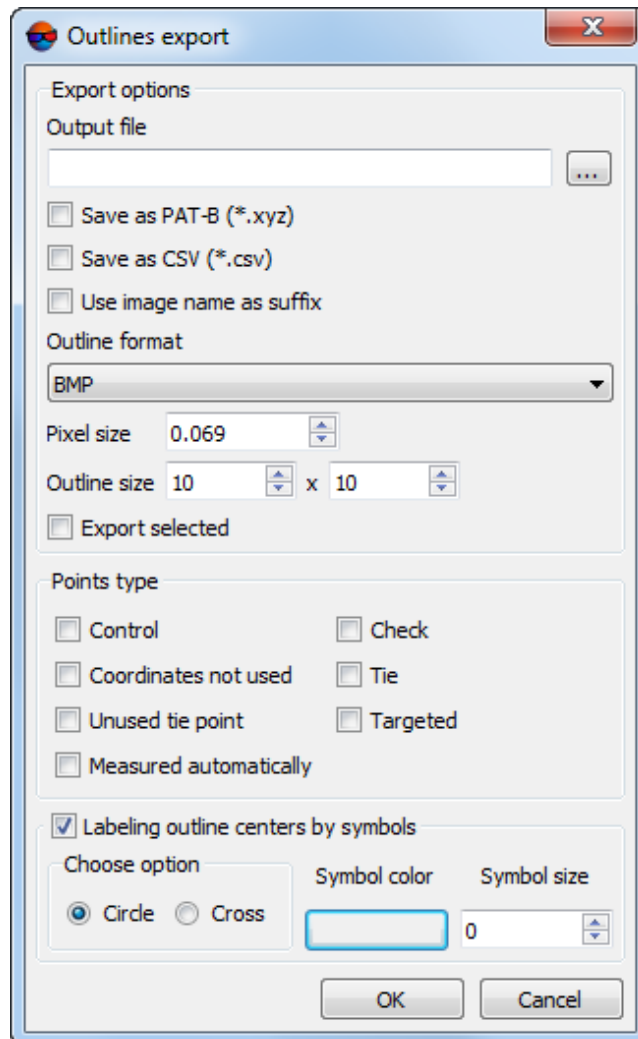 Outlines export
Export options
Output file
...
Save as PAT-B (*.xyz)
Save as CSV (*.csv)
Use image name as suffix
Outline format
BMP
Pixel size 0.069
Outline size 10 x 10
Export selected
Points type
Control Check
Coordinates not used Tie
Unused tie point Targeted
Measured automatically
Labeling outline centers by symbols
Choose option Symbol color Symbol size
Circle Cross 0
OK Cancel